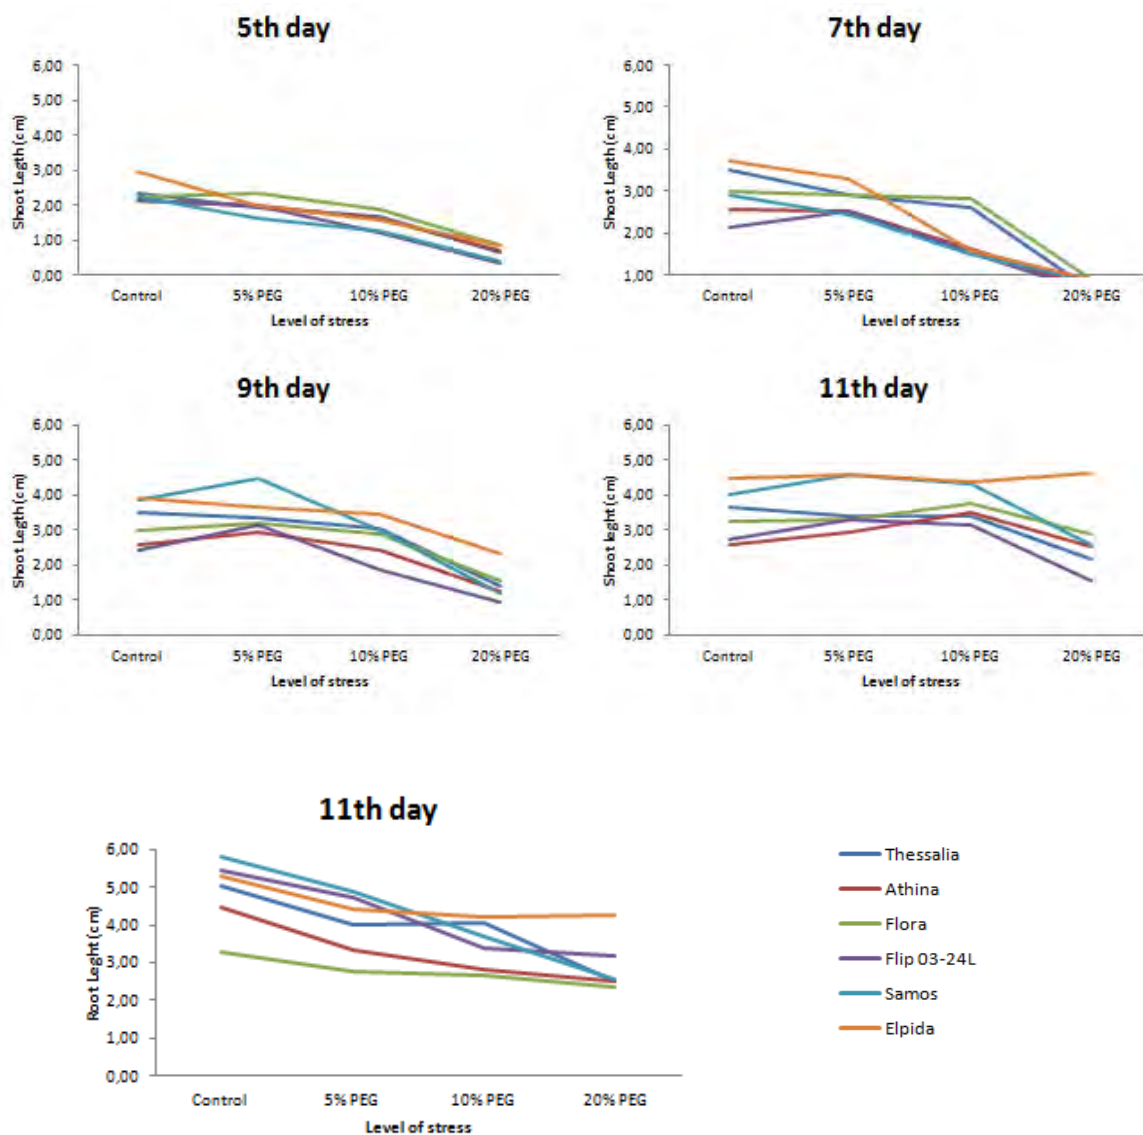 5th day
6,00
5,00
4,00
3,00
2,00
1,00
0,00
Shoot Legth (cm)
Control 5% PEG 10% PEG 20% PEG
Level of stress
7th day
6,00
5,00
4,00
3,00
2,00
1,00
Shoot Legth (cm)
Control 5% PEG 10% PEG 20% PEG
Level of stress
9th day
6,00
5,00
4,00
3,00
2,00
1,00
0,00
Shoot Legth (cm)
Control 5% PEG 10% PEG 20% PEG
Level of stress
11th day
6,00
5,00
4,00
3,00
2,00
1,00
0,00
Shoot leght (cm)
Control 5% PEG 10% PEG 20% PEG
Level of stress
11th day
6,00
5,00
4,00
3,00
2,00
1,00
0,00
Root Leght (cm)
Control 5% PEG 10% PEG 20% PEG
Level of stress
Thessalia
Athina
Flora
Flip 03-24L
Samos
Elpida